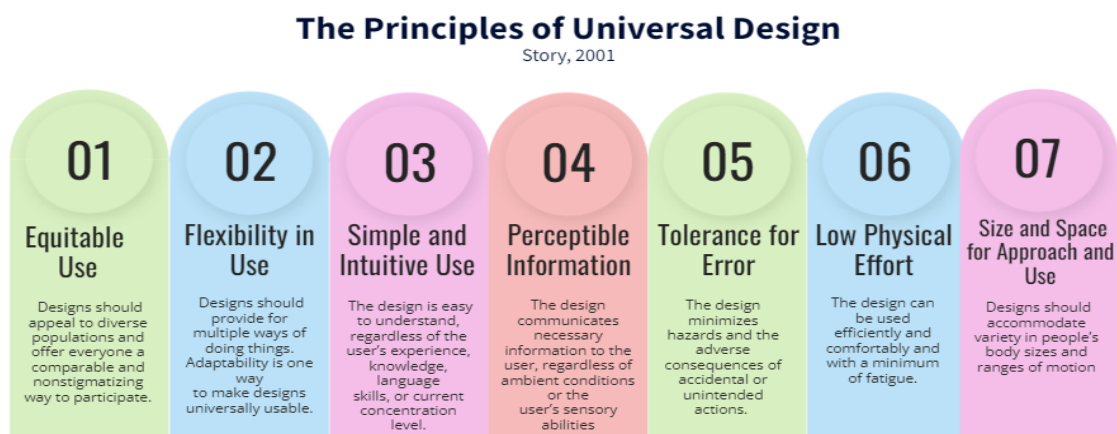 The Principles of Universal Design
Story, 2001
01
Equitable
Use
Designs should
appeal to diverse
populations and
offer everyone a
comparable and
nonstigmatizing
way to participate.
02
Flexibility in
Use
Designs should
provide for
multiple ways of
doing things.
Adaptability is one
way
to make designs
universally usable.
03
Simple and
Intuitive Use
The design is easy
to understand,
regardless of the
user's experience,
knowledge,
language
skills, or current
concentration
level.
04
Perceptible
Information
The design
communicates
necessary
information to the
user, regardless of
ambient conditions
or the
user's sensory
abilities
05
Tolerance for
Error
The design
minimizes
hazards and the
adverse
consequences of
accidental or
unintended
actions.
06
Low Physical
Effort
The design can
be used
efficiently and
comfortably and
with a minimum
of fatigue.
07
Size and Space
for Approach and
Use
Designs should
accommodate
variety in people's
body sizes and
ranges of motion